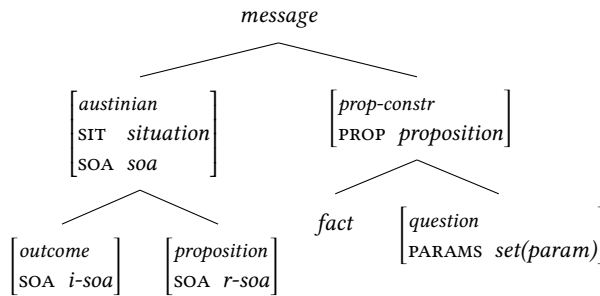 message
austinian
SIT situation
SOA soa
prop-constr
PROP proposition
outcome
SOA i-soa
proposition
SOA r-soa
fact
question
PARAMS set(param)